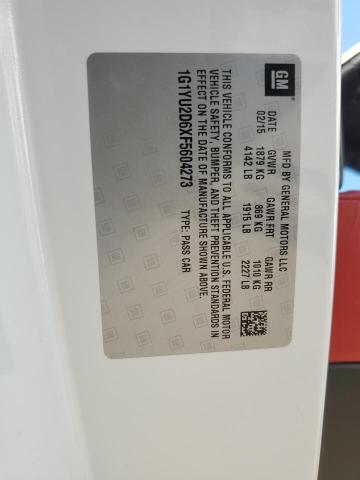 GM
MFD BY GENERAL MOTORS LLC
DATE GVWR GAWR FRT GAWR RR
02/15 1879 KG 869 KG 1010 KG
4142 LB 1915 LB 2227 LB
THIS VEHICLE CONFORMS TO ALL APPLICABLE U.S. FEDERAL MOTOR
VEHICLE SAFETY, BUMPER, AND THEFT PREVENTION STANDARDS IN
EFFECT ON THE DATE OF MANUFACTURE SHOWN ABOVE.
1G1YU2D6XF5604273 TYPE: PASS CAR